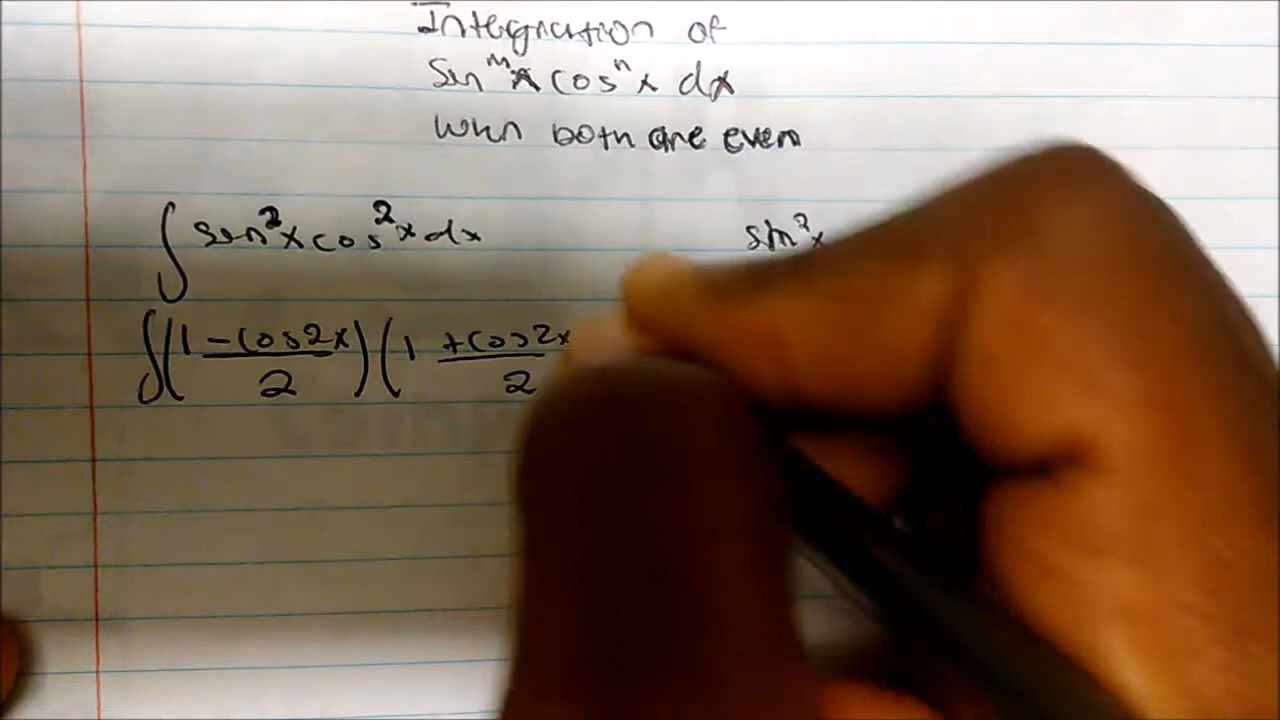 Integration of
Sin^m x cos^n x dx
when both are even
∫ sin²x cos²x dx sin²x
∫(1 - cos2x / 2)(1 + cos2x / 2